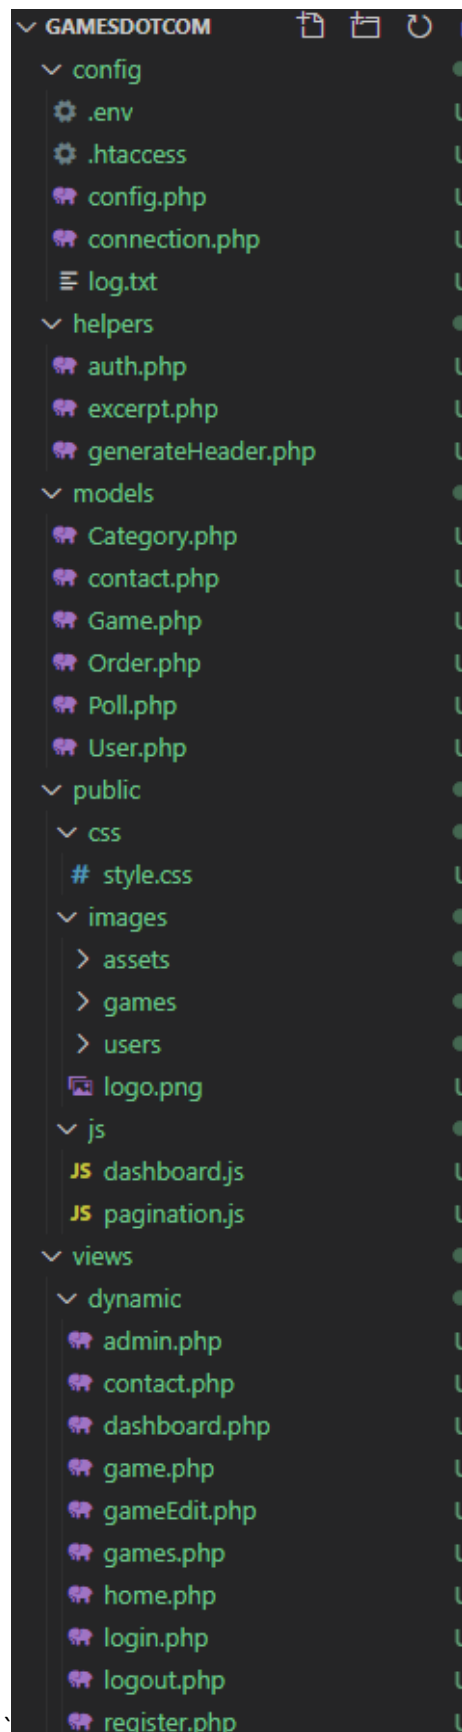 GAMESDOTCOM
config
.env
.htaccess
config.php
connection.php
log.txt
helpers
auth.php
excerpt.php
generateHeader.php
models
Category.php
contact.php
Game.php
Order.php
Poll.php
User.php
public
css
# style.css
images
assets
games
users
logo.png
js
JS dashboard.js
JS pagination.js
views
dynamic
admin.php
contact.php
dashboard.php
game.php
gameEdit.php
games.php
home.php
login.php
logout.php
register.php